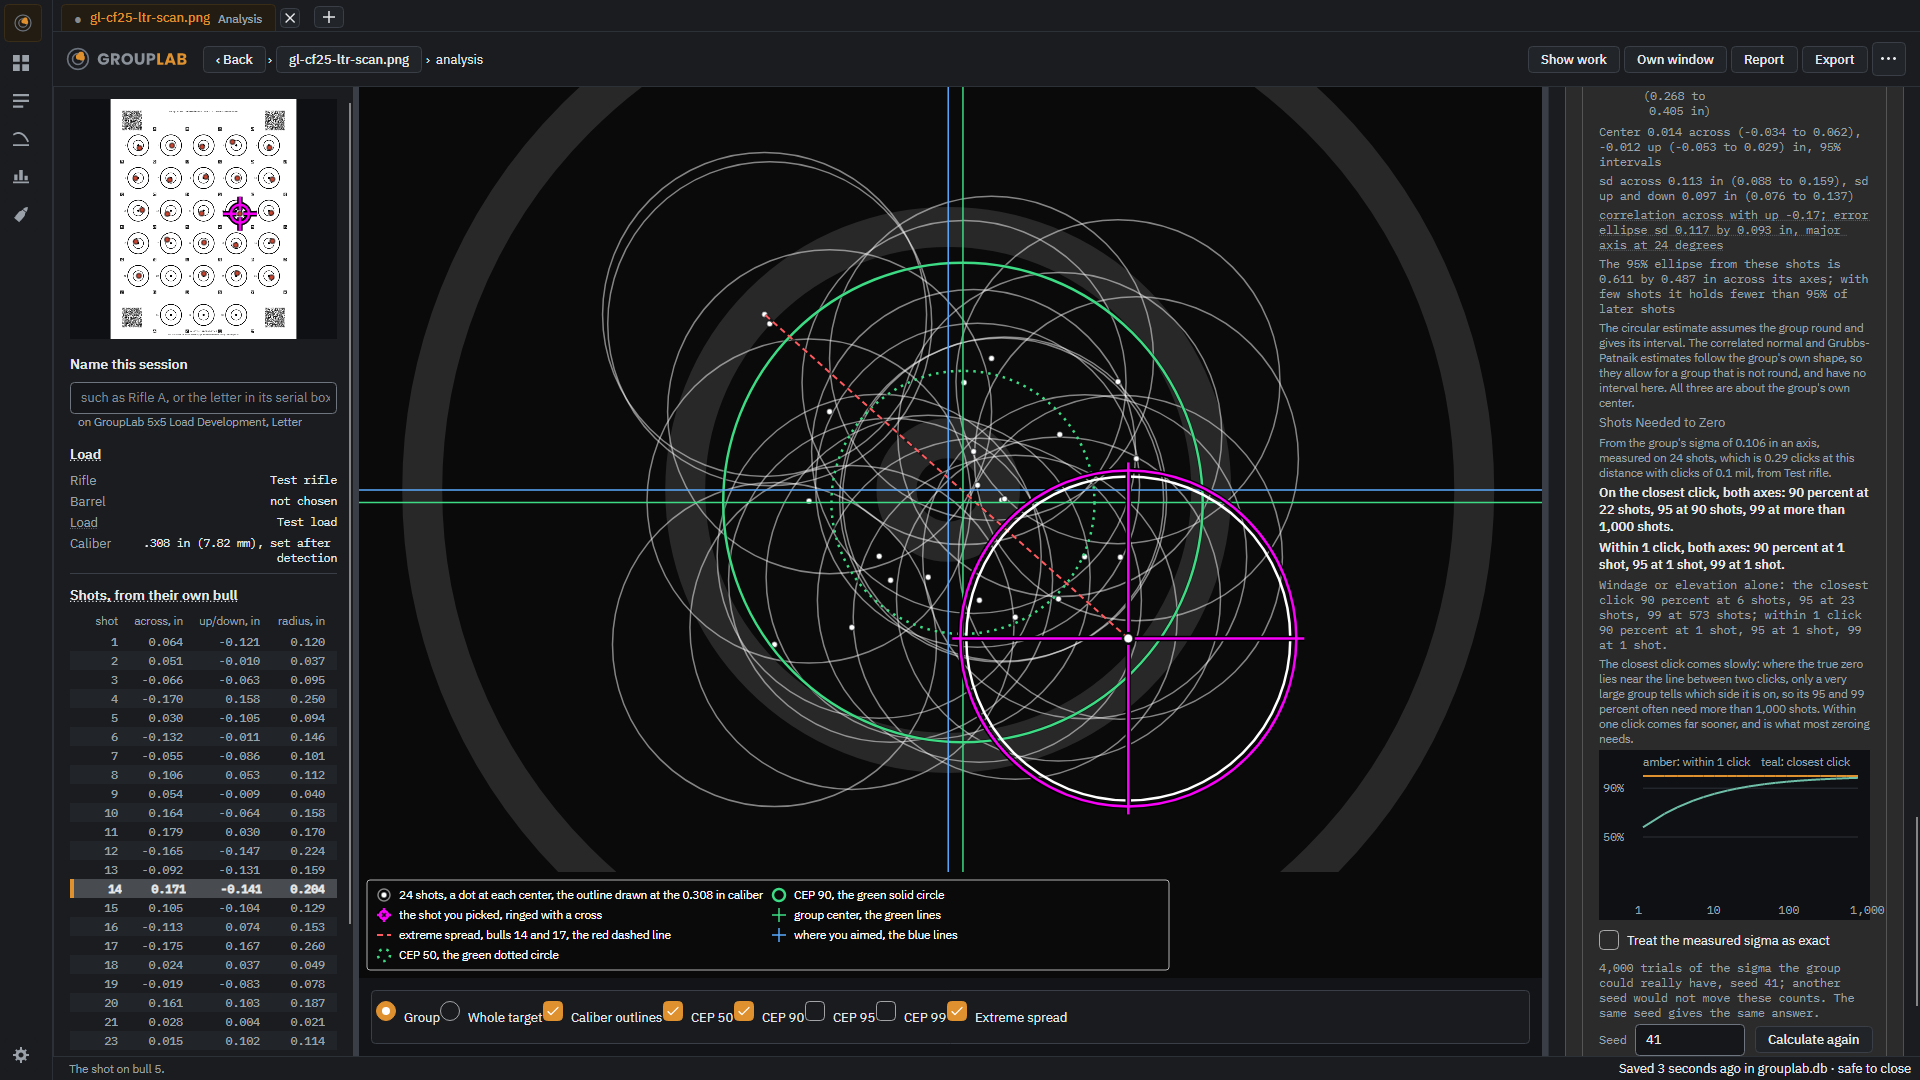 gl-cf25-ltr-scan.png Analysis
GROUPLAB
‹ Back › gl-cf25-ltr-scan.png › analysis
Show work Own window Report Export
Name this session
such as Rifle A, or the letter in its serial box
on GroupLab 5x5 Load Development, Letter
Load
Rifle Test rifle
Barrel not chosen
Load Test load
Caliber .308 in (7.82 mm), set after
detection
Shots, from their own bull
shot across, in up/down, in radius, in
1 0.064 -0.121 0.120
2 0.051 -0.010 0.037
3 -0.066 -0.063 0.095
4 -0.170 0.158 0.250
5 0.030 -0.105 0.094
6 -0.132 -0.011 0.146
7 -0.055 -0.086 0.101
8 0.106 0.053 0.112
9 0.054 -0.009 0.040
10 0.164 -0.064 0.158
11 0.179 0.030 0.170
12 -0.165 -0.147 0.224
13 -0.092 -0.131 0.159
14 0.171 -0.141 0.204
15 0.105 -0.104 0.129
16 -0.113 0.074 0.153
17 -0.175 0.167 0.260
18 0.024 0.037 0.049
19 -0.019 -0.083 0.078
20 0.161 0.103 0.187
21 0.028 0.004 0.021
23 0.015 0.102 0.114
24 shots, a dot at each center, the outline drawn at the 0.308 in caliber
the shot you picked, ringed with a cross
extreme spread, bulls 14 and 17, the red dashed line
CEP 50, the green dotted circle
CEP 90, the green solid circle
group center, the green lines
where you aimed, the blue lines
Group Whole target Caliber outlines CEP 50 CEP 90 CEP 95 CEP 99 Extreme spread
(0.268 to
0.405 in)
Center 0.014 across (-0.034 to 0.062),
-0.012 up (-0.053 to 0.029) in, 95%
intervals
sd across 0.113 in (0.088 to 0.159), sd
up and down 0.097 in (0.076 to 0.137)
correlation across with up -0.17; error
ellipse sd 0.117 by 0.093 in, major
axis at 24 degrees
The 95% ellipse from these shots is
0.611 by 0.487 in across its axes; with
few shots it holds fewer than 95% of
later shots
The circular estimate assumes the group round and
gives its interval. The correlated normal and Grubbs-
Patnaik estimates follow the group's own shape, so
they allow for a group that is not round, and have no
interval here. All three are about the group's own
center.
Shots Needed to Zero
From the group's sigma of 0.106 in an axis,
measured on 24 shots, which is 0.29 clicks at this
distance with clicks of 0.1 mil, from Test rifle.
On the closest click, both axes: 90 percent at
22 shots, 95 at 90 shots, 99 at more than
1,000 shots.
Within 1 click, both axes: 90 percent at 1
shot, 95 at 1 shot, 99 at 1 shot.
Windage or elevation alone: the closest
click 90 percent at 6 shots, 95 at 23
shots, 99 at 573 shots; within 1 click
90 percent at 1 shot, 95 at 1 shot, 99
at 1 shot.
The closest click comes slowly: where the true zero
lies near the line between two clicks, only a very
large group tells which side it is on, so its 95 and 99
percent often need more than 1,000 shots. Within
one click comes far sooner, and is what most zeroing
needs.
amber: within 1 click teal: closest click
90%
50%
1 10 100 1,000
Treat the measured sigma as exact
4,000 trials of the sigma the group
could really have, seed 41; another
seed would not move these counts. The
same seed gives the same answer.
Seed 41 Calculate again
The shot on bull 5.
Saved 3 seconds ago in grouplab.db · safe to close